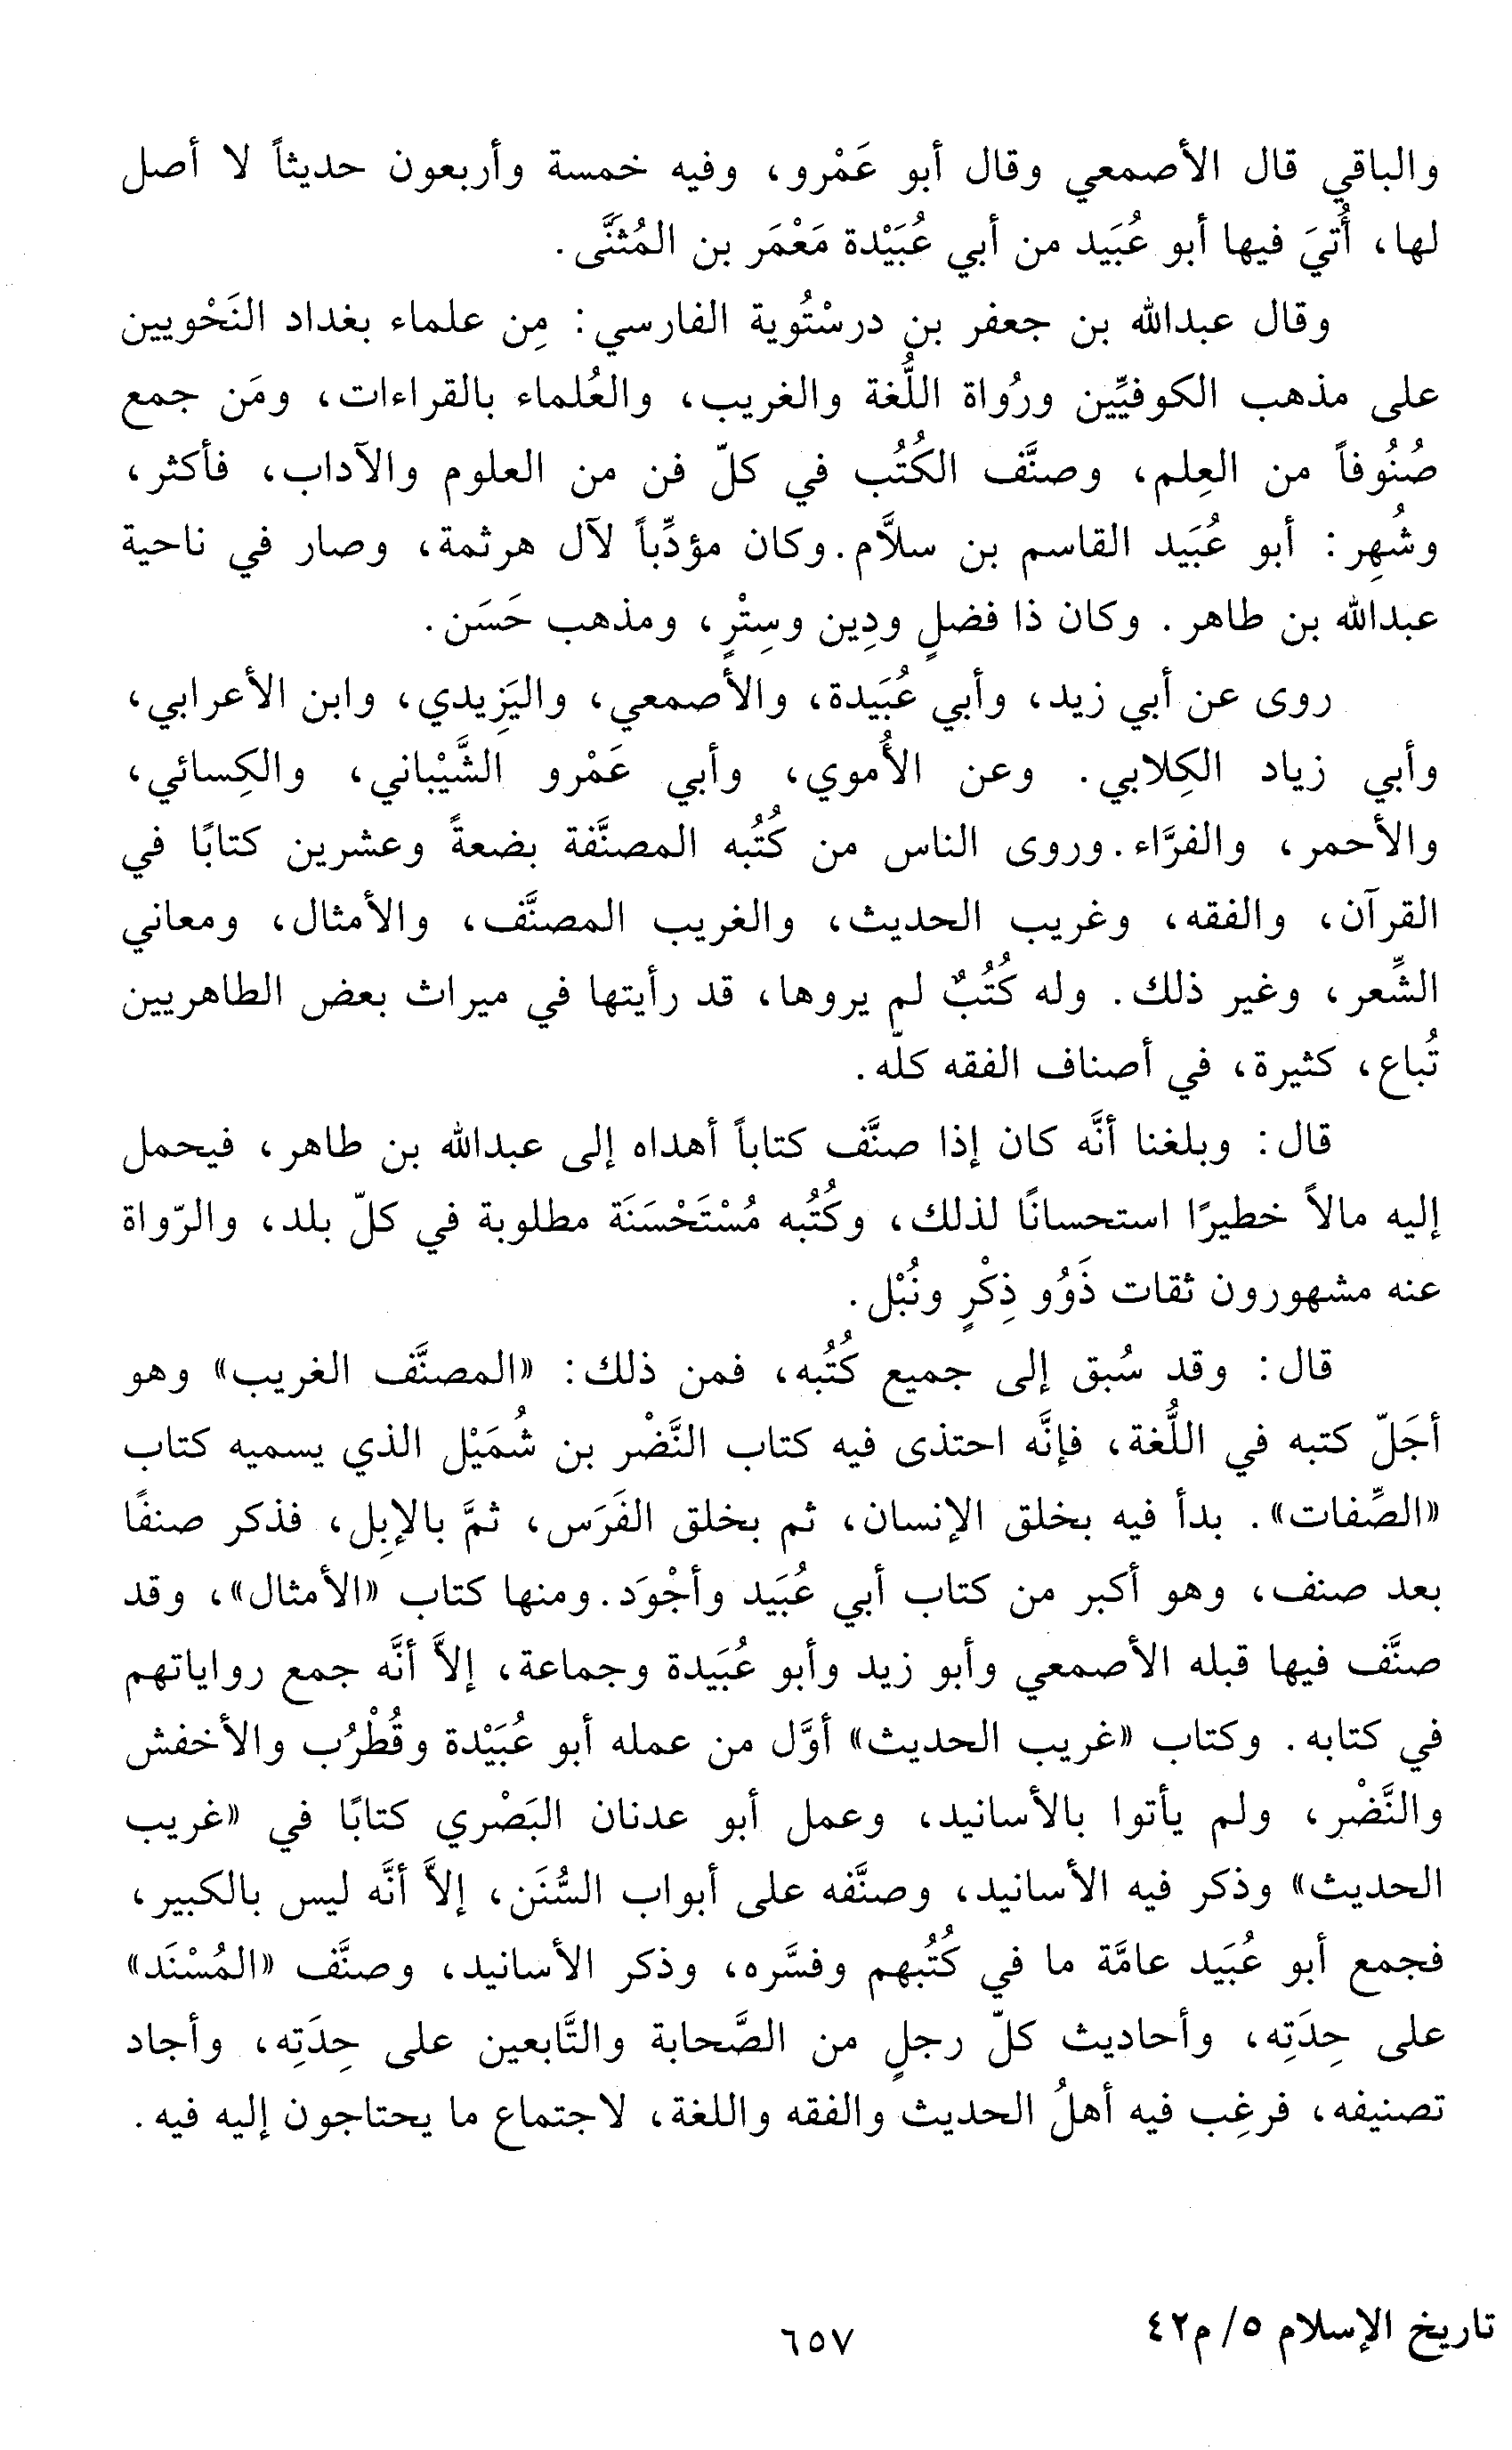 والباقي قال الأصمعي وقال أبو عَمْرو، وفيه خمسة وأربعون حديثاً لا أصل
لها، أُتيَ فيها أبو عُبَيد من أبي عُبَيْدة مَعْمَر بن المُثنَّى.
وقال عبدالله بن جعفر بن درسْتُوية الفارسي: مِن علماء بغداد النَحْويين
على مذهب الكوفيِّين ورُواة اللُّغة والغريب، والعُلماء بالقراءات، ومَن جمع
صُنُوفاً من العِلم، وصنَّف الكُتُب في كلّ فن من العلوم والآداب، فأكثر،
وشُهِر: أبو عُبَيد القاسم بن سلاَّم. وكان مؤدِّباً لآل هرثمة، وصار في ناحية
عبدالله بن طاهر. وكان ذا فضلٍ ودِين وسِتْرٍ، ومذهب حَسَن.
روى عن أبي زيد، وأبي عُبَيدة، والأصمعي، واليَزِيدي، وابن الأعرابي،
وأبي زياد الكِلابي. وعن الأُموي، وأبي عَمْرو الشَّيْباني، والكِسائي،
والأحمر، والفرَّاء. وروى الناس من كُتُبه المصنَّفة بضعةً وعشرين كتابًا في
القرآن، والفقه، وغريب الحديث، والغريب المصنَّف، والأمثال، ومعاني
الشِّعر، وغير ذلك. وله كُتُبٌ لم يروها، قد رأيتها في ميراث بعض الطاهريين
تُباع، كثيرة، في أصناف الفقه كلّه.
قال: وبلغنا أنَّه كان إذا صنَّف كتاباً أهداه إلى عبدالله بن طاهر، فيحمل
إليه مالاً خطيرًا استحسانًا لذلك، وكُتُبه مُسْتَحْسَنَة مطلوبة في كلّ بلد، والرّواة
عنه مشهورون ثقات ذَوُو ذِكْرٍ ونُبْل.
قال: وقد سُبق إلى جميع كُتُبه، فمن ذلك: «المصنَّف الغريب» وهو
أجَلّ كتبه في اللُّغة، فإنَّه احتذى فيه كتاب النَّضْر بن شُمَيْل الذي يسميه كتاب
«الصِّفات». بدأ فيه بخلق الإنسان، ثم بخلق الفَرَس، ثمَّ بالإبِل، فذكر صنفًا
بعد صنف، وهو أكبر من كتاب أبي عُبَيد وأجْوَد. ومنها كتاب «الأمثال»، وقد
صنَّف فيها قبله الأصمعي وأبو زيد وأبو عُبَيدة وجماعة، إلاَّ أنَّه جمع رواياتهم
في كتابه. وكتاب «غريب الحديث» أوَّل من عمله أبو عُبَيْدة وقُطْرُب والأخفش
والنَّضْر، ولم يأتوا بالأسانيد، وعمل أبو عدنان البَصْري كتابًا في «غريب
الحديث» وذكر فيه الأسانيد، وصنَّفه على أبواب السُّنَن، إلاَّ أنَّه ليس بالكبير،
فجمع أبو عُبَيد عامَّة ما في كُتُبهم وفسَّره، وذكر الأسانيد، وصنَّف «المُسْنَد»
على حِدَتِه، وأحاديث كلّ رجلٍ من الصَّحابة والتَّابعين على حِدَتِه، وأجاد
تصنيفه، فرغِب فيه أهلُ الحديث والفقه واللغة، لاجتماع ما يحتاجون إليه فيه.
تاريخ الإسلام ٥/ م٤٢
٦٥٧